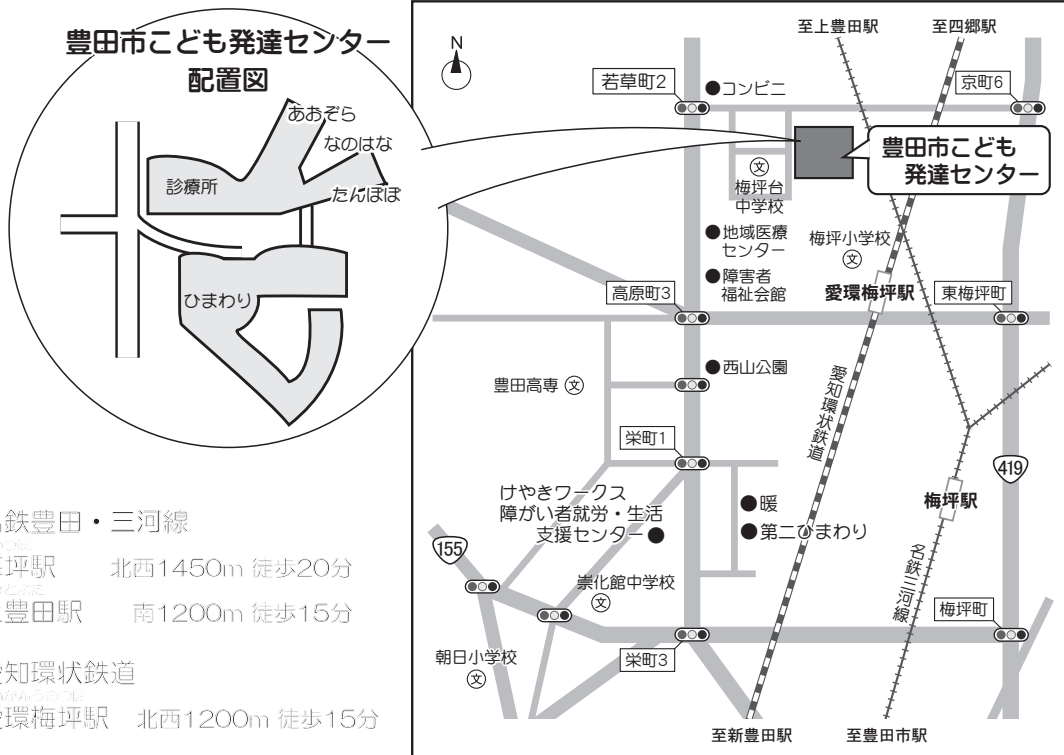 豊田市こども発達センター
配置図
あおぞら
なのはな
たんぽぽ
診療所
ひまわり
鉄豊田・三河線
坪駅 北西1450m 徒歩20分
豊田駅 南1200m 徒歩15分
知環状鉄道
環梅坪駅 北西1200m 徒歩15分
N
至上豊田駅
至四郷駅
若草町2
コンビニ
京町6
豊田市こども
発達センター
文
梅坪台
中学校
地域医療
センター
梅坪小学校
文
障害者
福祉会館
高原町3
愛環梅坪駅
東梅坪町
西山公園
豊田高専 文
愛知環状鉄道
栄町1
419
けやきワークス
障がい者就労・生活
支援センター
暖
第二ひまわり
梅坪駅
155
名鉄三河線
崇化館中学校
文
梅坪町
朝日小学校
文
栄町3
至新豊田駅
至豊田市駅